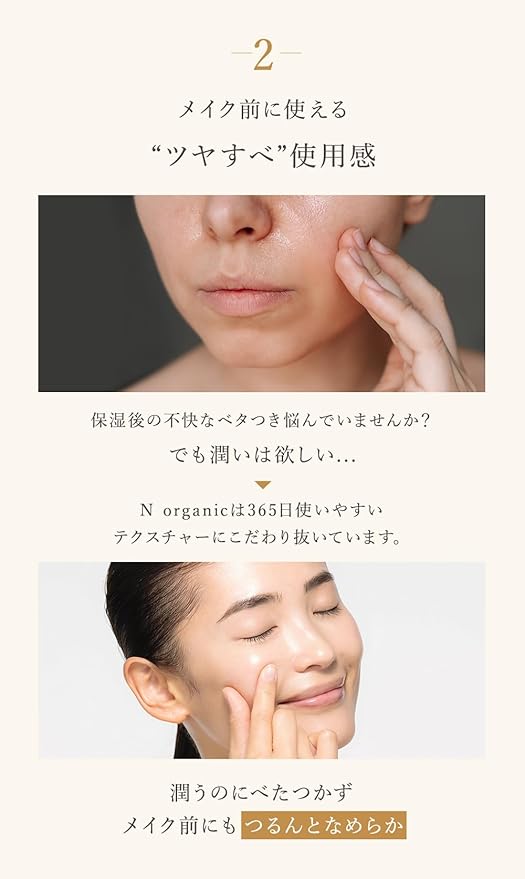 2
メイク前に使える
“ツヤすべ”使用感
保湿後の不快なベタつき悩んでいませんか?
でも潤いは欲しい...
N organicは365日使いやすい
テクスチャーにこだわり抜いています。
潤うのにべたつかず
メイク前にも つるんとなめらか